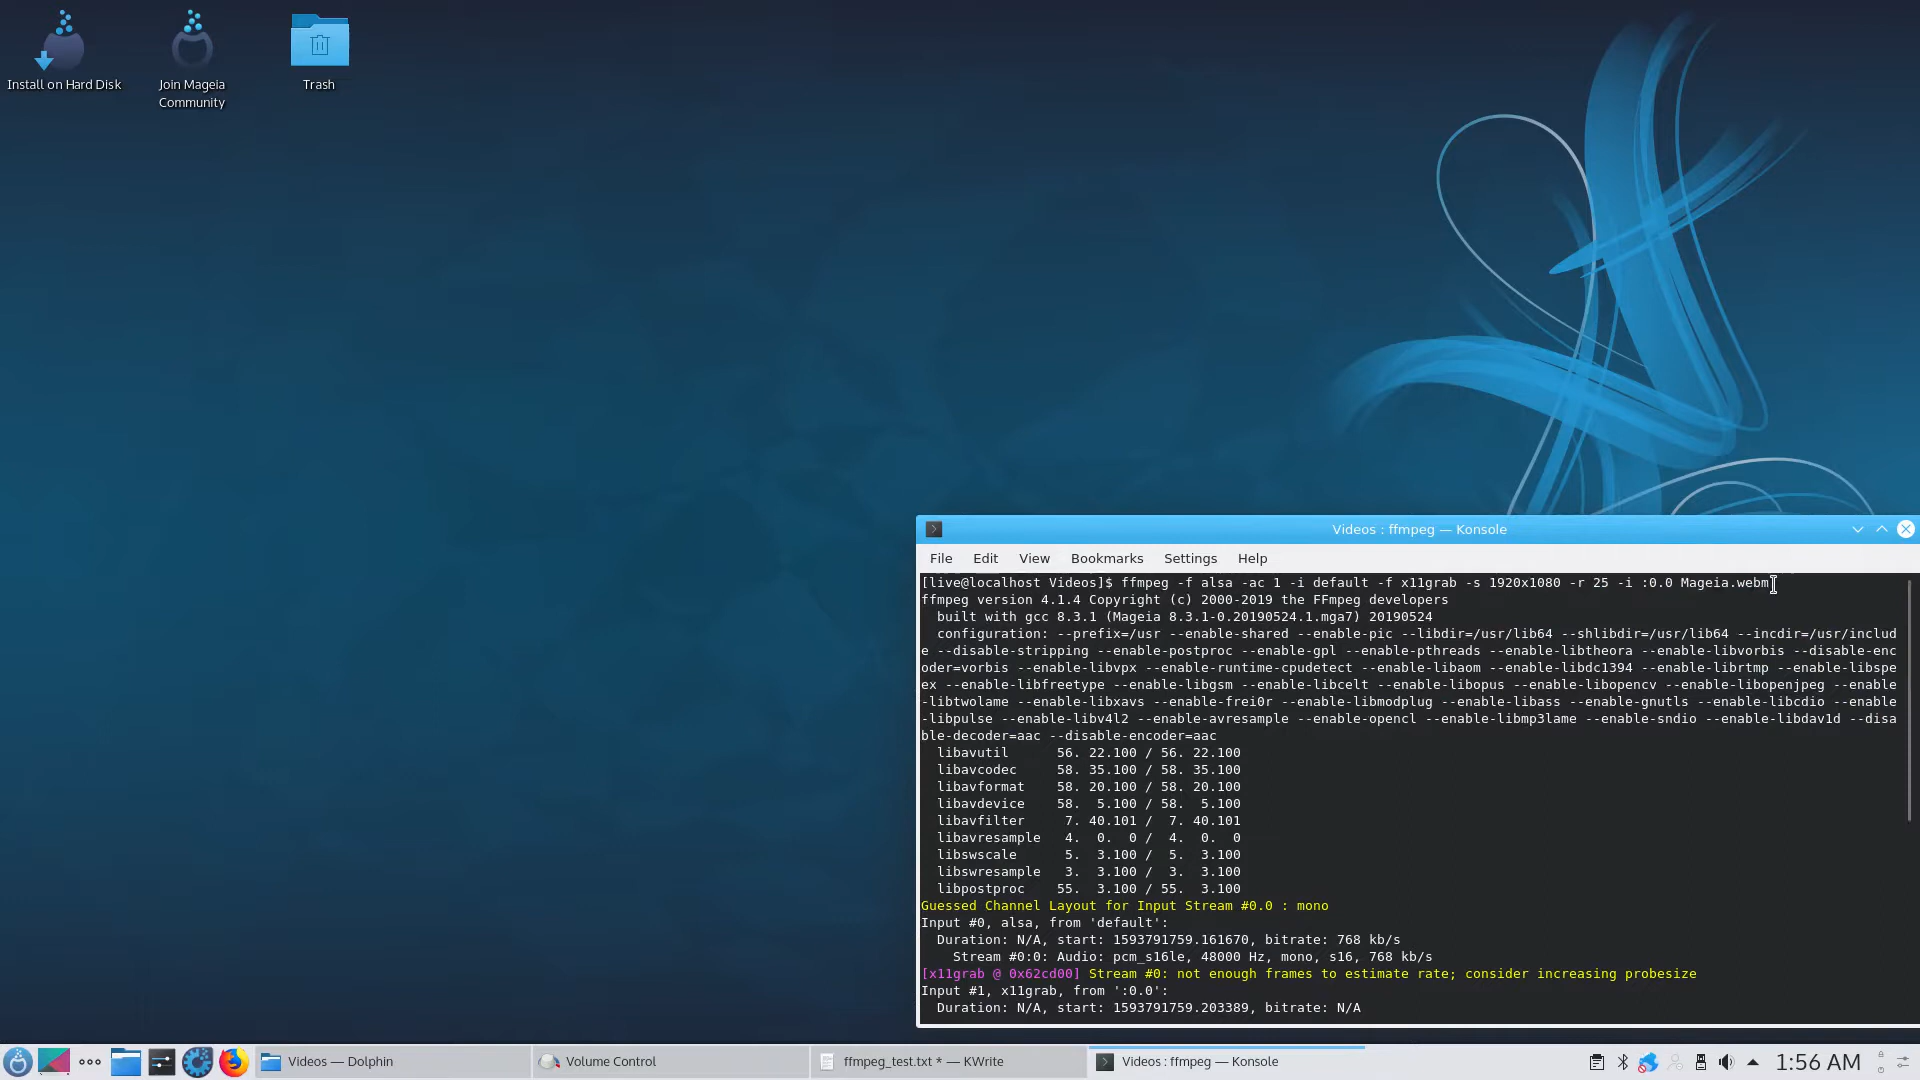 Install on Hard Disk
Join Mageia
Community
Trash
Videos : ffmpeg — Konsole
File Edit View Bookmarks Settings Help
[live@localhost Videos]$ ffmpeg -f alsa -ac 1 -i default -f x11grab -s 1920x1080 -r 25 -i :0.0 Mageia.webm
ffmpeg version 4.1.4 Copyright (c) 2000-2019 the FFmpeg developers
  built with gcc 8.3.1 (Mageia 8.3.1-0.20190524.1.mga7) 20190524
  configuration: --prefix=/usr --enable-shared --enable-pic --libdir=/usr/lib64 --shlibdir=/usr/lib64 --incdir=/usr/includ
e --disable-stripping --enable-postproc --enable-gpl --enable-pthreads --enable-libtheora --enable-libvorbis --disable-enc
oder=vorbis --enable-libvpx --enable-runtime-cpudetect --enable-libaom --enable-libdc1394 --enable-librtmp --enable-libspe
ex --enable-libfreetype --enable-libgsm --enable-libcelt --enable-libopus --enable-libopencv --enable-libopenjpeg --enable
-libtwolame --enable-libxavs --enable-frei0r --enable-libmodplug --enable-libass --enable-gnutls --enable-libcdio --enable
-libpulse --enable-libv4l2 --enable-avresample --enable-opencl --enable-libmp3lame --enable-sndio --enable-libdav1d --disa
ble-decoder=aac --disable-encoder=aac
  libavutil      56. 22.100 / 56. 22.100
  libavcodec     58. 35.100 / 58. 35.100
  libavformat    58. 20.100 / 58. 20.100
  libavdevice    58.  5.100 / 58.  5.100
  libavfilter     7. 40.101 /  7. 40.101
  libavresample   4.  0.  0 /  4.  0.  0
  libswscale      5.  3.100 /  5.  3.100
  libswresample   3.  3.100 /  3.  3.100
  libpostproc    55.  3.100 / 55.  3.100
Guessed Channel Layout for Input Stream #0.0 : mono
Input #0, alsa, from 'default':
  Duration: N/A, start: 1593791759.161670, bitrate: 768 kb/s
    Stream #0:0: Audio: pcm_s16le, 48000 Hz, mono, s16, 768 kb/s
[x11grab @ 0x62cd00] Stream #0: not enough frames to estimate rate; consider increasing probesize
Input #1, x11grab, from ':0.0':
  Duration: N/A, start: 1593791759.203389, bitrate: N/A
Videos — Dolphin
Volume Control
ffmpeg_test.txt * — KWrite
Videos : ffmpeg — Konsole
1:56 AM